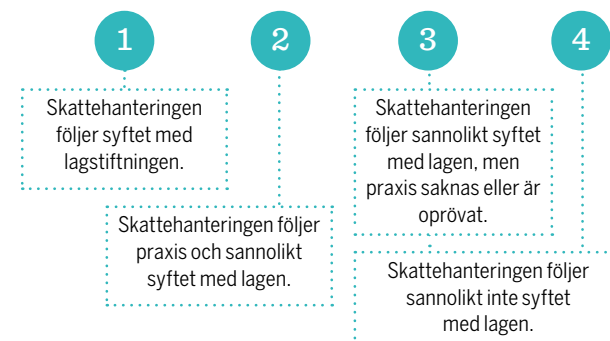 1
2
3
4
Skattehanteringen
följer syftet med
lagstiftningen.
Skattehanteringen följer
praxis och sannolikt
syftet med lagen.
Skattehanteringen
följer sannolikt syftet
med lagen, men
praxis saknas eller är
oprövat.
Skattehanteringen följer
sannolikt inte syftet
med lagen.